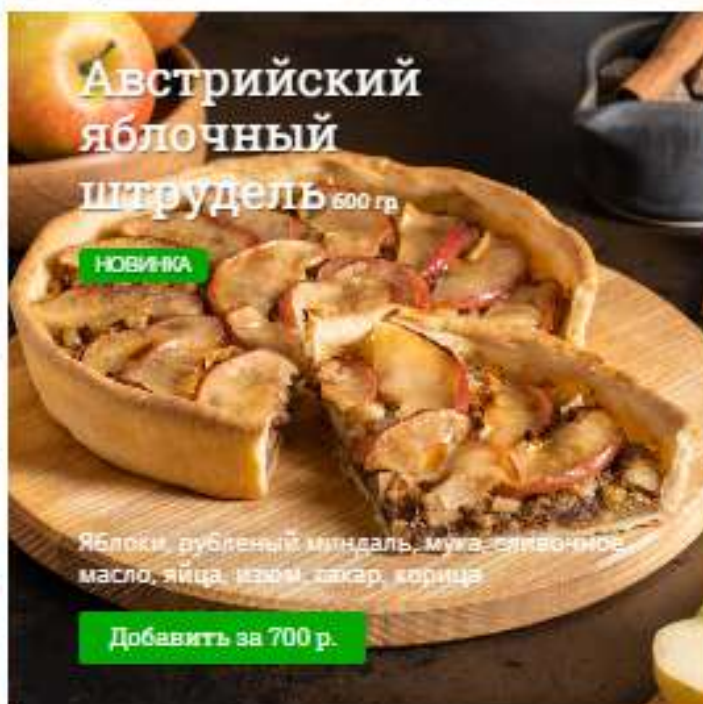 Австрийский
яблочный
штрудель 600 гр
НОВИНКА
Яблоки, рубленый миндаль, мука, сливочное
масло, яйца, изюм, сахар, корица
Добавить за 700 р.